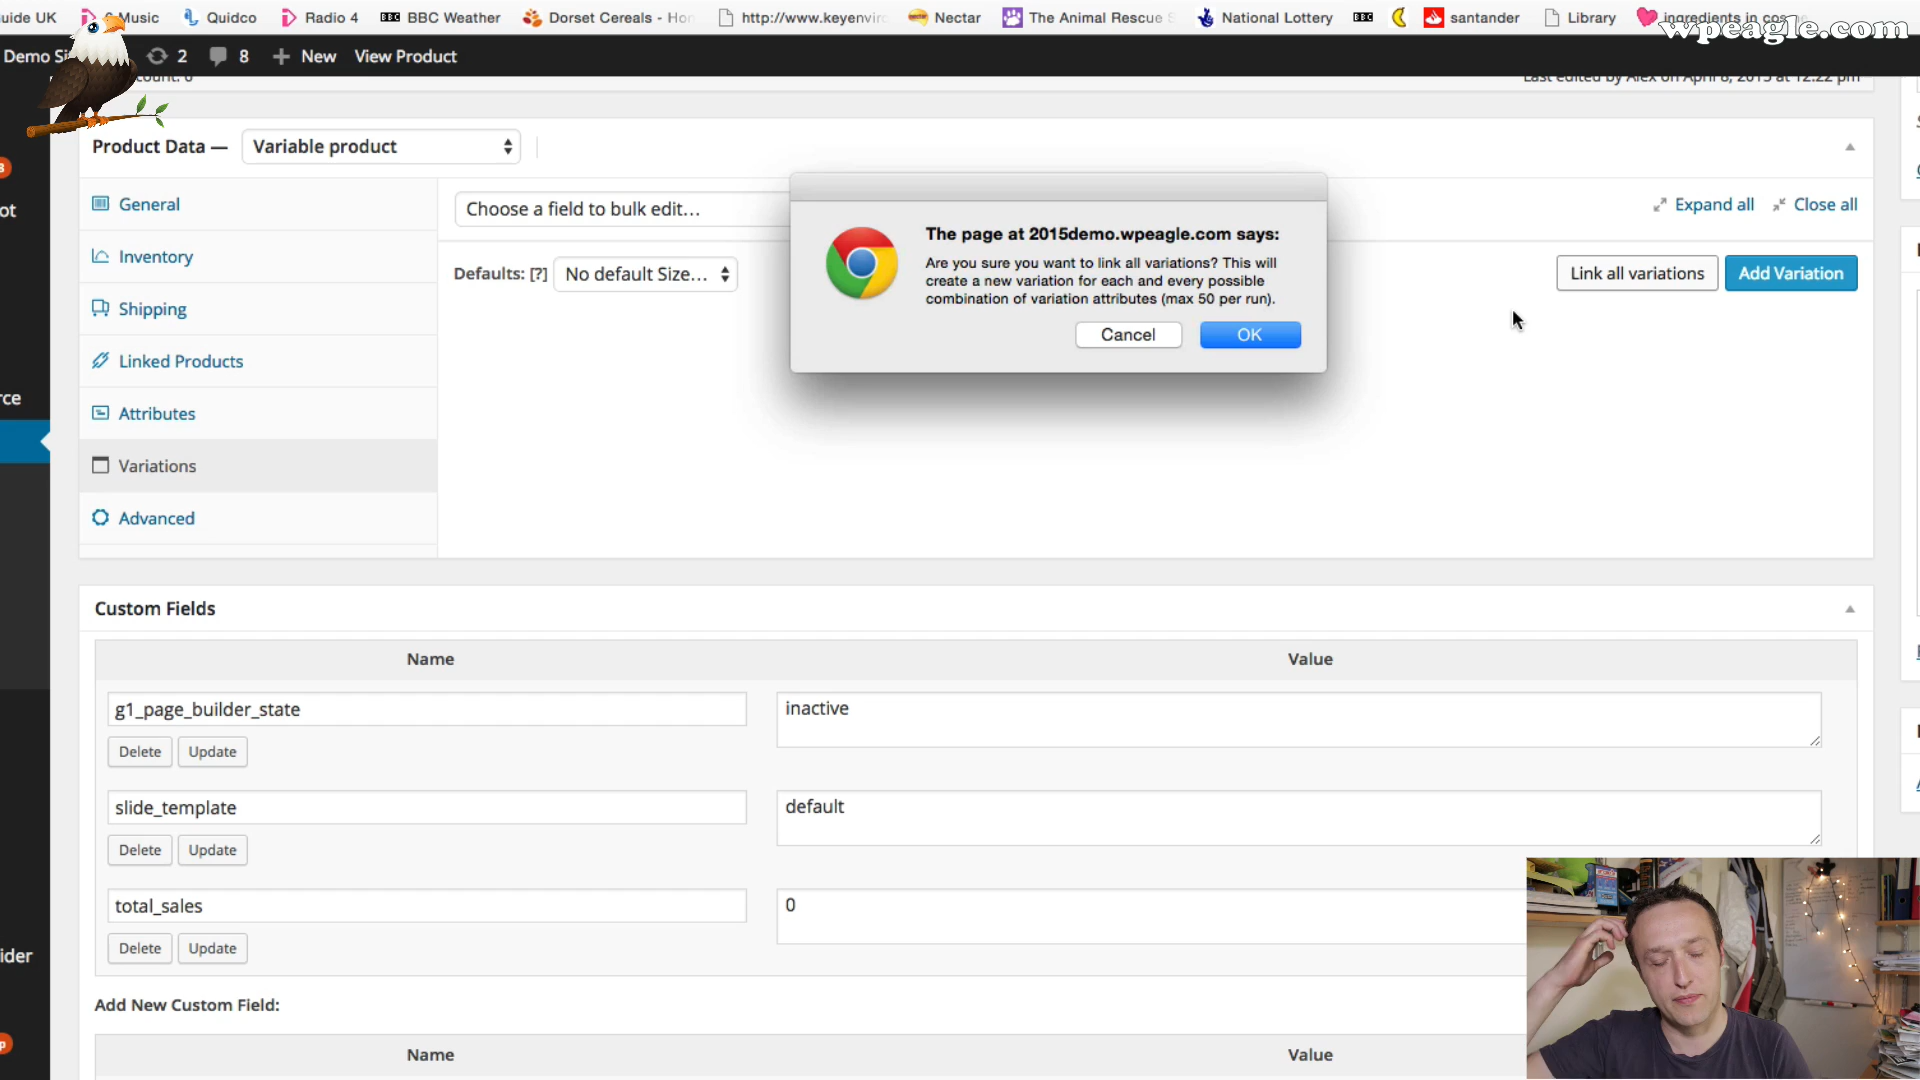 uide UK
6 Music
Quidco
Radio 4
BBC BBC Weather
Dorset Cereals - Hon
http://www.keyenviro
Nectar
The Animal Rescue S
National Lottery
BBC
santander
Library
ingredients in cos
wpeagle.com
Demo Si
2
8
New
View Product
count: 0
Last edited by Alex on April 8, 2015 at 12:22 pm
Product Data —
Variable product
General
Inventory
Shipping
Linked Products
Attributes
Variations
Advanced
Choose a field to bulk edit...
Expand all
Close all
Defaults: [?]
No default Size...
Link all variations
Add Variation
The page at 2015demo.wpeagle.com says:
Are you sure you want to link all variations? This will
create a new variation for each and every possible
combination of variation attributes (max 50 per run).
Cancel
OK
3
ot
rce
ider
p
Custom Fields
Name
Value
g1_page_builder_state
inactive
Delete
Update
slide_template
default
Delete
Update
total_sales
0
Delete
Update
Add New Custom Field:
Name
Value